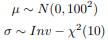 μ ∼ N(0, 100²)
σ ∼ Inv − χ²(10)